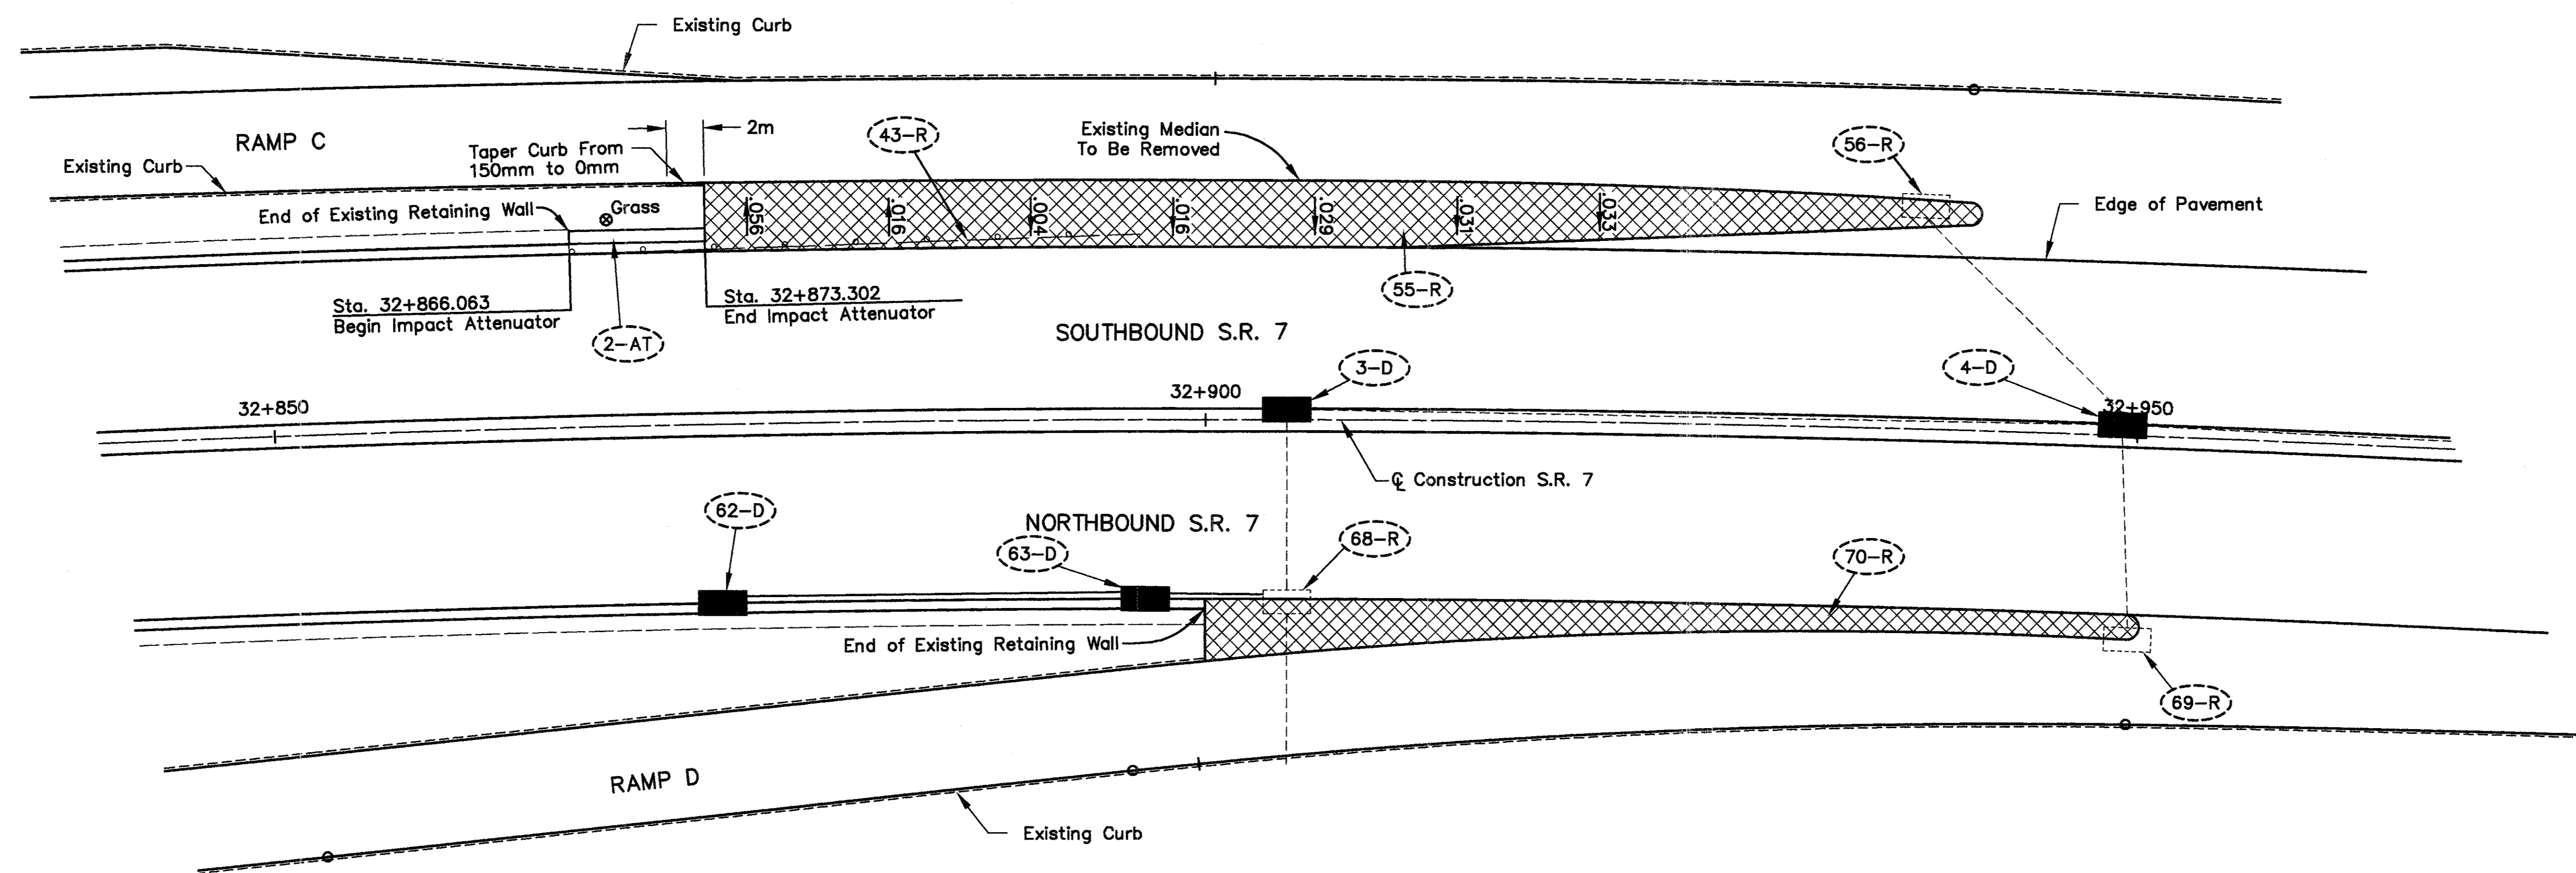 Existing Curb
RAMP C
2m
43-R
Existing Median
To Be Removed
56-R
Existing Curb
Taper Curb From
150mm to 0mm
End of Existing Retaining Wall
Grass
.056
.016
.004
.016
.029
.031
.033
Edge of Pavement
Sta. 32+866.063
Begin Impact Attenuator
2-AT
Sta. 32+873.302
End Impact Attenuator
55-R
SOUTHBOUND S.R. 7
3-D
4-D
32+850
32+900
32+950
℄ Construction S.R. 7
62-D
NORTHBOUND S.R. 7
63-D
68-R
70-R
End of Existing Retaining Wall
69-R
RAMP D
Existing Curb